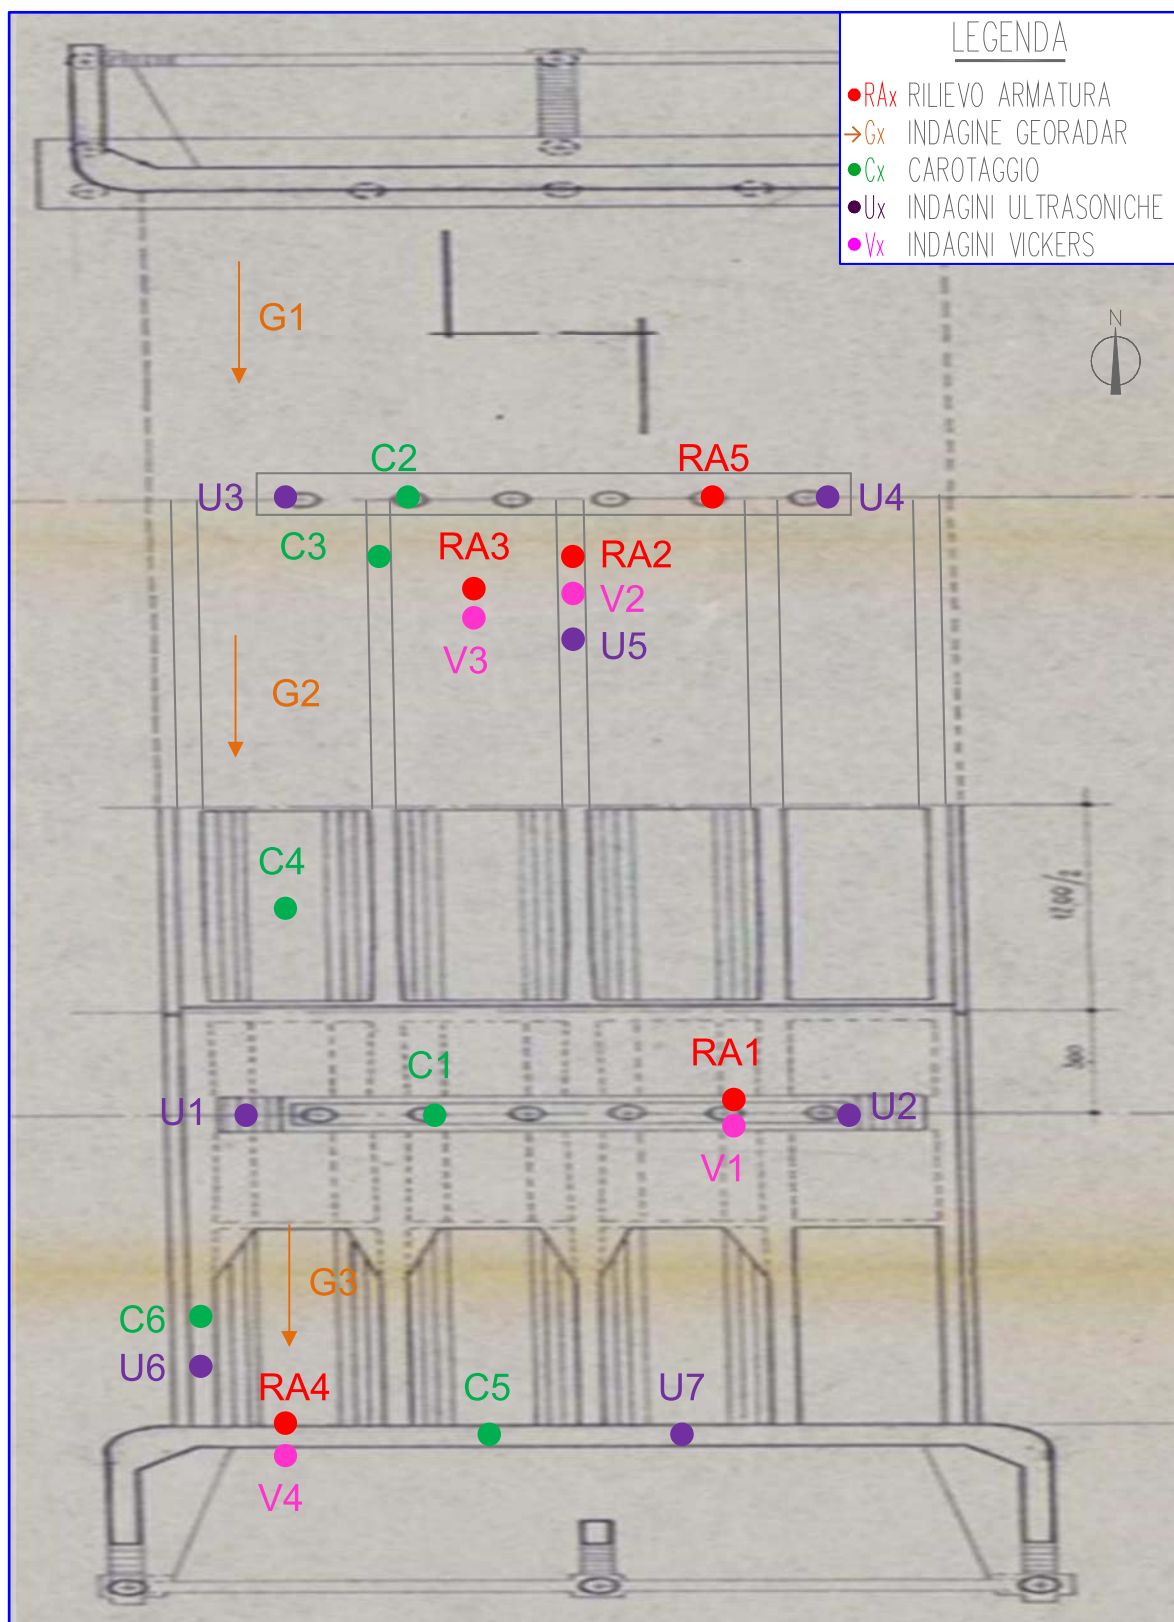 LEGENDA
RAx RILIEVO ARMATURA
Gx INDAGINE GEORADAR
Cx CAROTAGGIO
Ux INDAGINI ULTRASONICHE
Vx INDAGINI VICKERS
G1
N
C2
RA5
U3
U4
C3
RA3
RA2
V2
V3
U5
G2
C4
1200/2
C1
RA1
U1
U2
V1
G3
C6
U6
RA4
C5
U7
V4